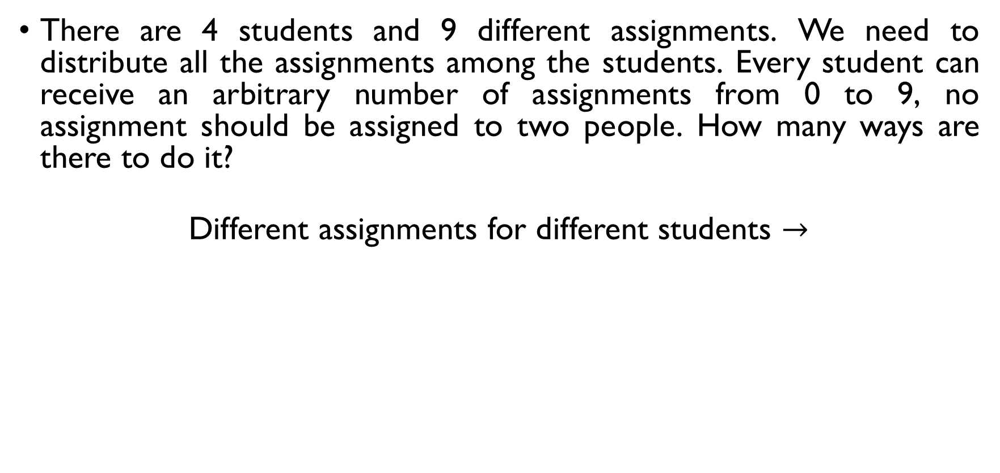 • There are 4 students and 9 different assignments. We need to
distribute all the assignments among the students. Every student can
receive an arbitrary number of assignments from 0 to 9, no
assignment should be assigned to two people. How many ways are
there to do it?
Different assignments for different students →